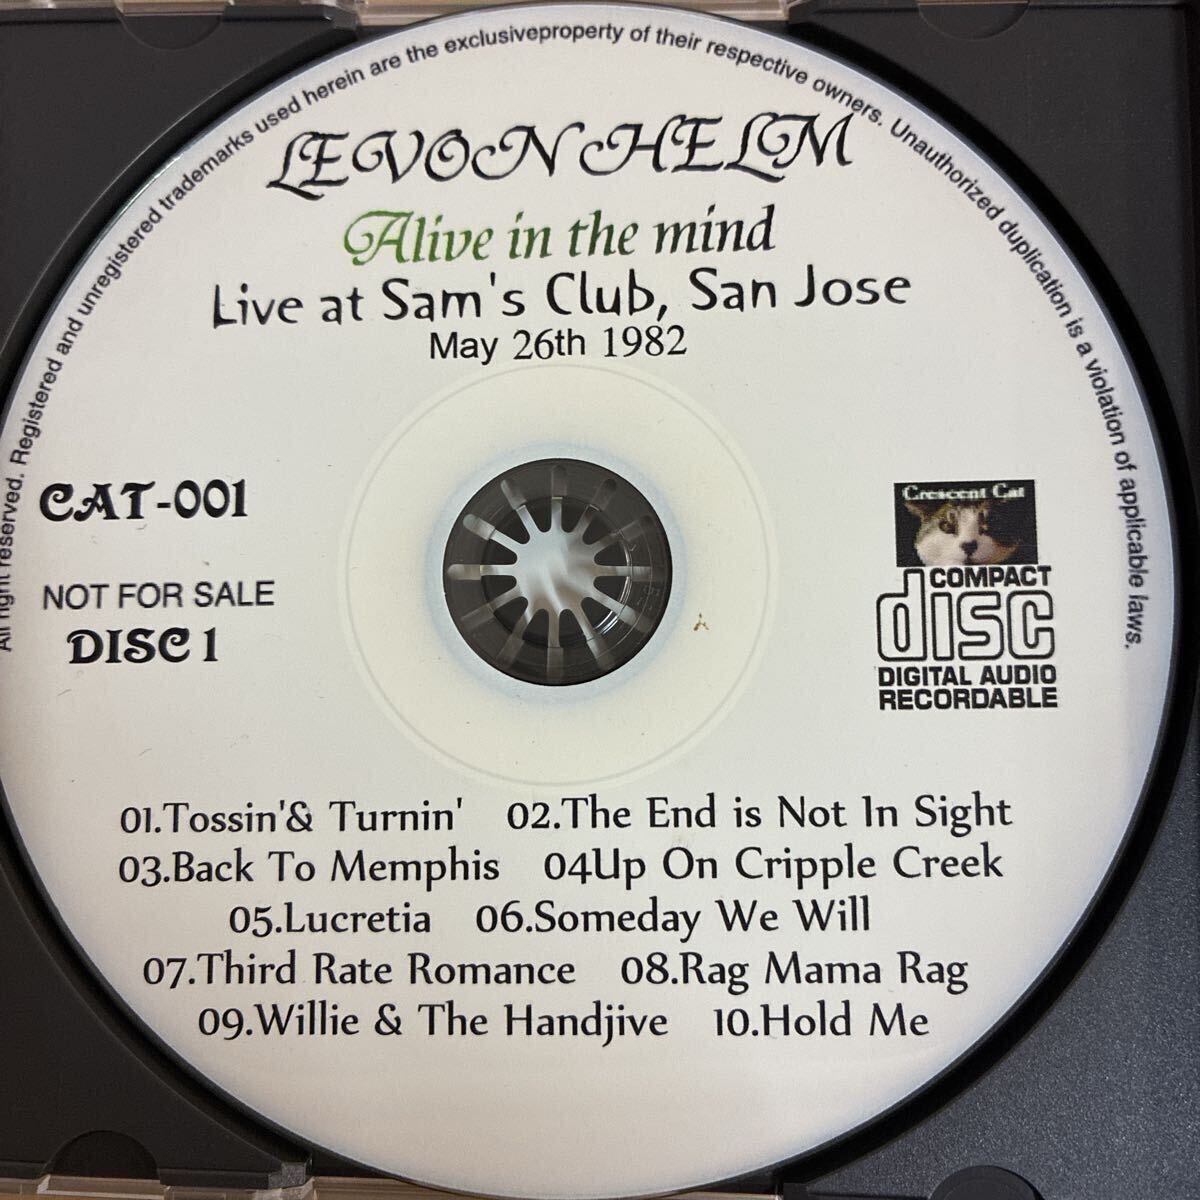 All right reserved. Registered and unregistered trademarks used herein are the exclusiveproperty of their respective owners. Unauthorized duplication is a violation of applicable laws.
LEVON HELM
Alive in the mind
Live at Sam's Club, San Jose
May 26th 1982
CAT-001
NOT FOR SALE
DISC 1
Crescent Cat
COMPACT
disc
DIGITAL AUDIO
RECORDABLE
01.Tossin'& Turnin' 02.The End is Not In Sight
03.Back To Memphis 04Up On Cripple Creek
05.Lucretia 06.Someday We Will
07.Third Rate Romance 08.Rag Mama Rag
09.Willie & The Handjive 10.Hold Me